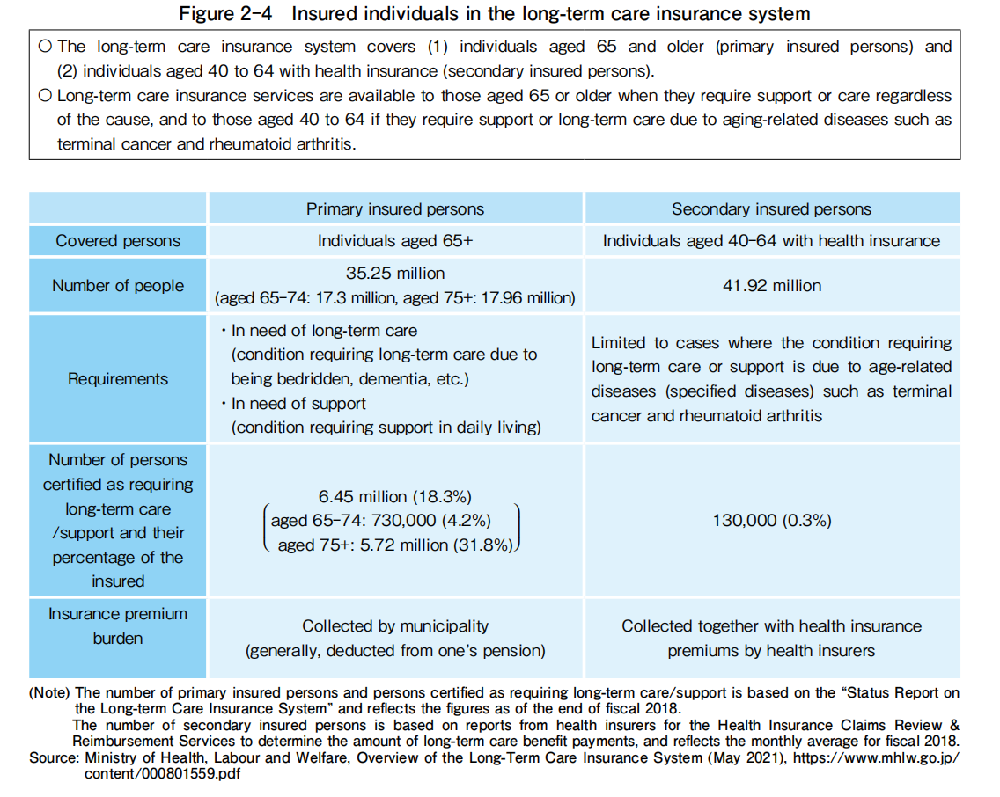 Figure 2-4 Insured individuals in the long-term care insurance system
○ The long-term care insurance system covers (1) individuals aged 65 and older (primary insured persons) and
(2) individuals aged 40 to 64 with health insurance (secondary insured persons).
○ Long-term care insurance services are available to those aged 65 or older when they require support or care regardless
of the cause, and to those aged 40 to 64 if they require support or long-term care due to aging-related diseases such as
terminal cancer and rheumatoid arthritis.
Primary insured persons
Secondary insured persons
Covered persons
Individuals aged 65+
Individuals aged 40-64 with health insurance
Number of people
35.25 million
(aged 65-74: 17.3 million, aged 75+: 17.96 million)
41.92 million
Requirements
・In need of long-term care
(condition requiring long-term care due to
being bedridden, dementia, etc.)
・In need of support
(condition requiring support in daily living)
Limited to cases where the condition requiring
long-term care or support is due to age-related
diseases (specified diseases) such as terminal
cancer and rheumatoid arthritis
Number of persons
certified as requiring
long-term care
/support and their
percentage of the
insured
6.45 million (18.3%)
(aged 65-74: 730,000 (4.2%)
aged 75+: 5.72 million (31.8%))
130,000 (0.3%)
Insurance premium
burden
Collected by municipality
(generally, deducted from one's pension)
Collected together with health insurance
premiums by health insurers
(Note) The number of primary insured persons and persons certified as requiring long-term care/support is based on the "Status Report on
the Long-term Care Insurance System" and reflects the figures as of the end of fiscal 2018.
The number of secondary insured persons is based on reports from health insurers for the Health Insurance Claims Review &
Reimbursement Services to determine the amount of long-term care benefit payments, and reflects the monthly average for fiscal 2018.
Source: Ministry of Health, Labour and Welfare, Overview of the Long-Term Care Insurance System (May 2021), https://www.mhlw.go.jp/
content/000801559.pdf